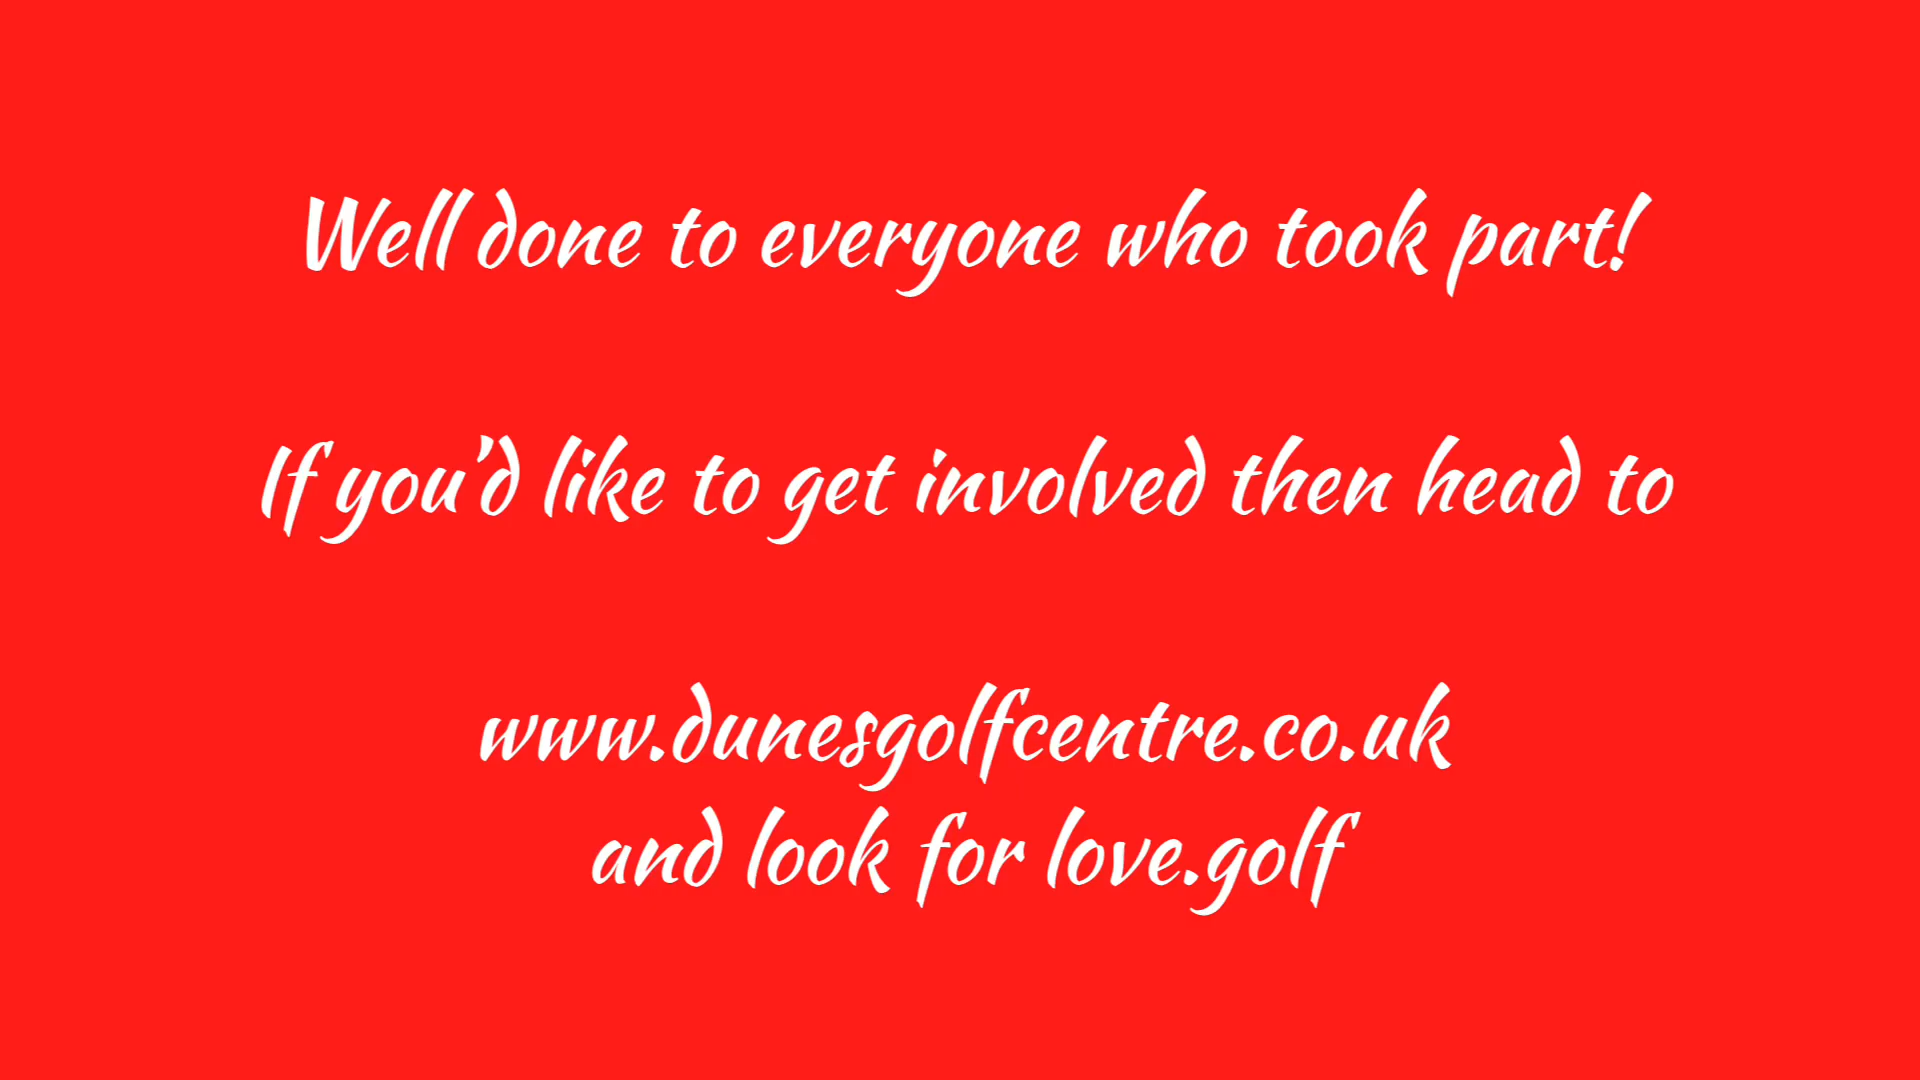 Well done to everyone who took part!
If you'd like to get involved then head to
www.dunesgolfcentre.co.uk
and look for love.golf